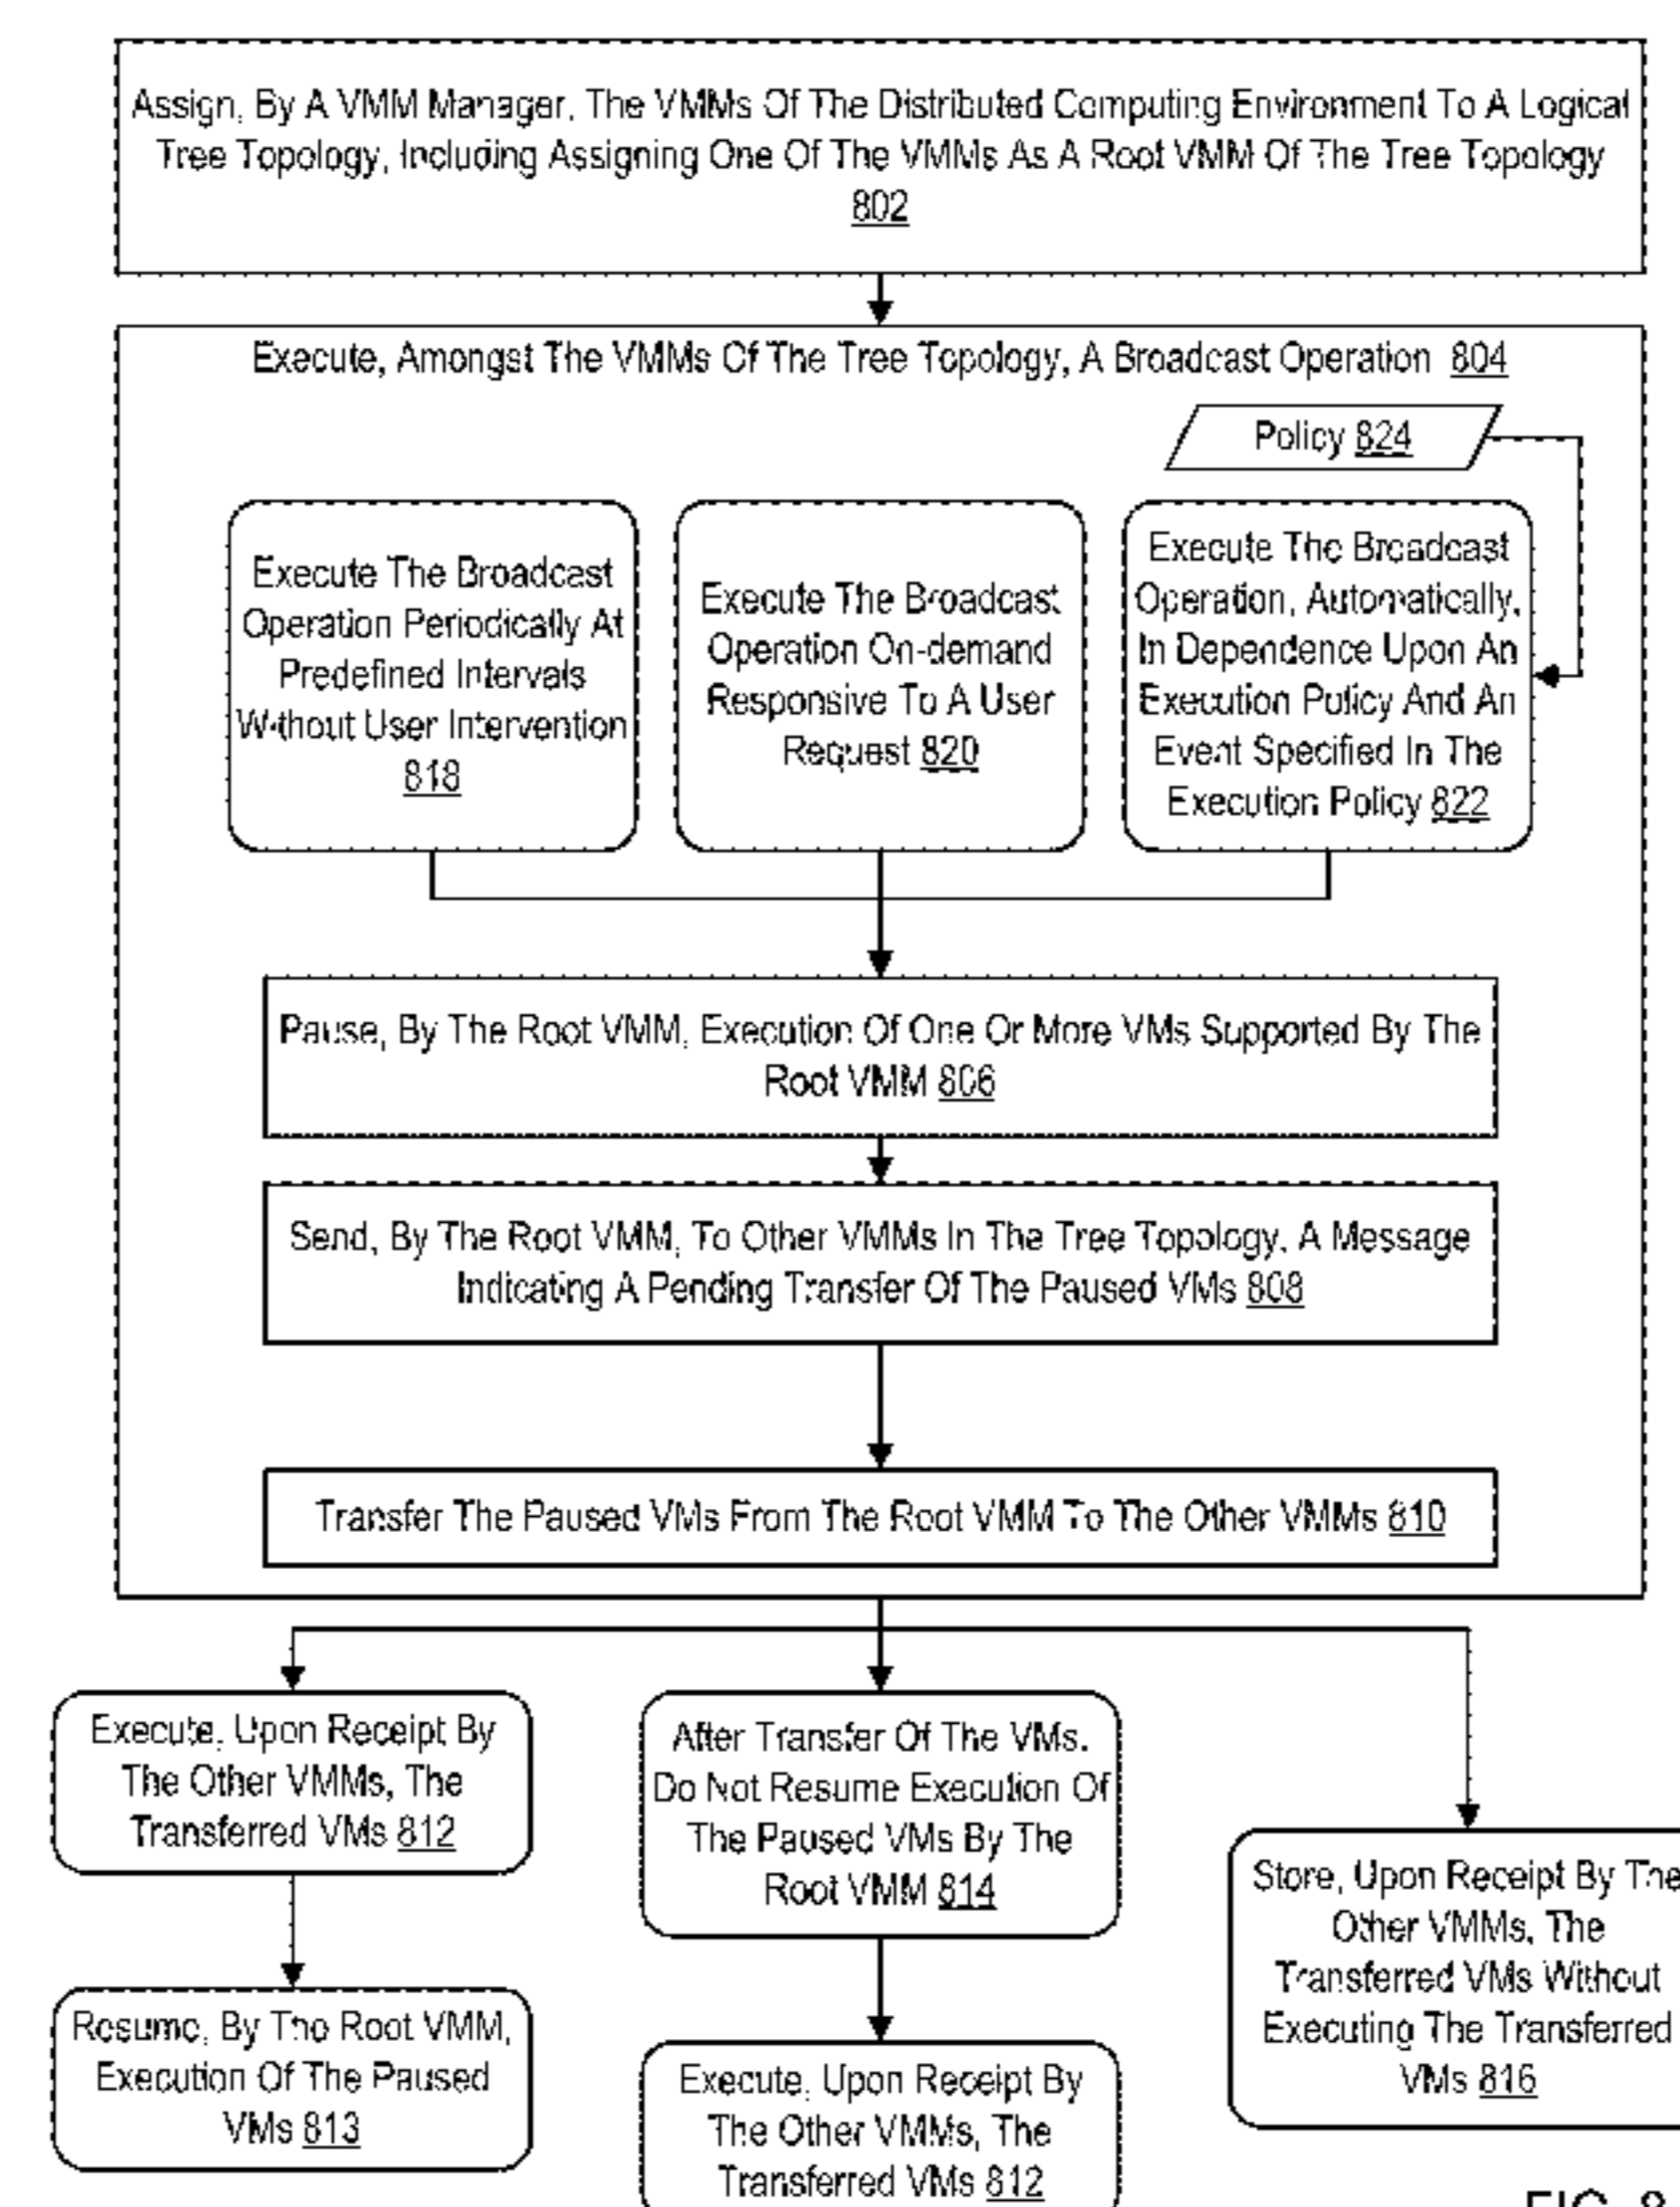 Assign, By A VMM Manager, The VMMs Of The Distributed Computing Environment To A Logical
Tree Topology, Including Assigning One Of The VMMs As A Root VMM Of The Tree Topology
802
Execute, Amongst The VMMs Of The Tree Topology, A Broadcast Operation 804
Policy 824
Execute The Broadcast
Operation Periodically At
Predefined Intervals
Without User Intervention
818
Execute The Broadcast
Operation On-demand
Responsive To A User
Request 820
Execute The Broadcast
Operation, Automatically,
In Dependence Upon An
Execution Policy And An
Event Specified In The
Execution Policy 822
Pause, By The Root VMM, Execution Of One Or More VMs Supported By The
Root VMM 806
Send, By The Root VMM, To Other VMMs In The Tree Topology, A Message
Indicating A Pending Transfer Of The Paused VMs 808
Transfer The Paused VMs From The Root VMM To The Other VMMs 810
Execute, Upon Receipt By
The Other VMMs, The
Transferred VMs 812
Resume, By The Root VMM,
Execution Of The Paused
VMs 813
After Transfer Of The VMs.
Do Not Resume Execution Of
The Paused VMs By The
Root VMM 814
Execute, Upon Receipt By
The Other VMMs, The
Transferred VMs 812
Store, Upon Receipt By The
Other VMMs, The
Transferred VMs Without
Executing The Transferred
VMs 816
FIG. 8